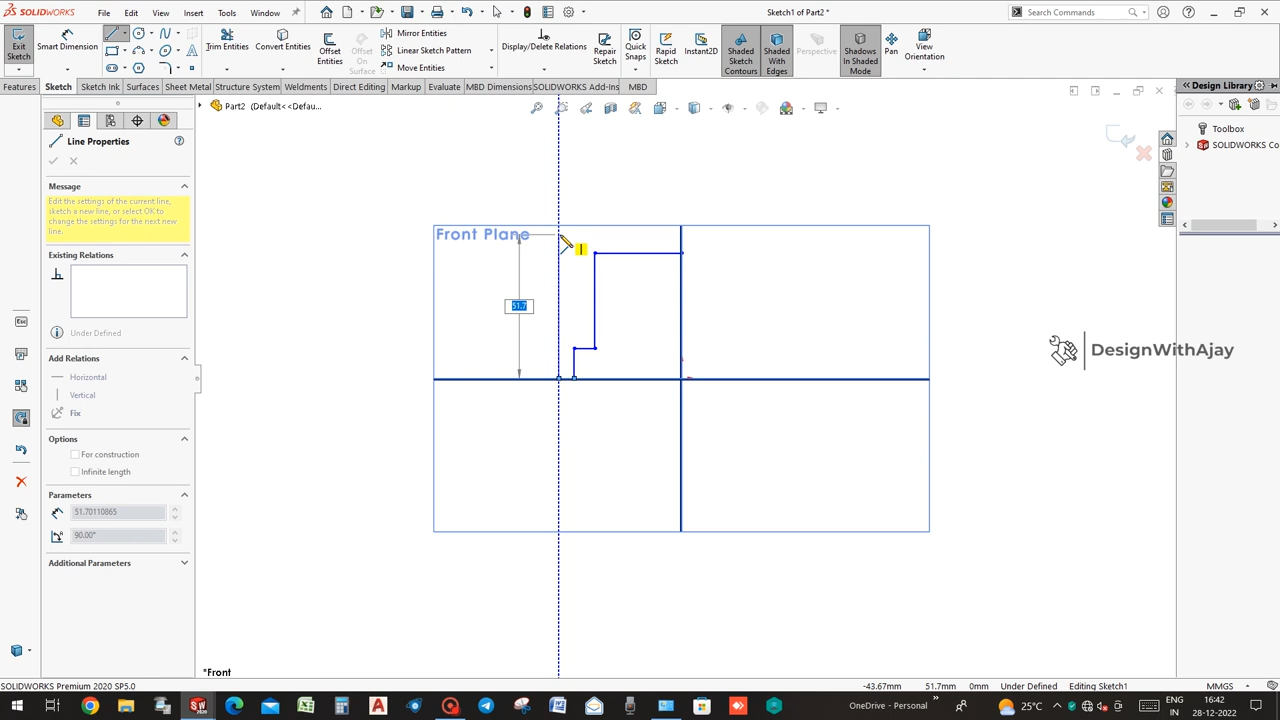 SOLIDWORKS
File Edit View Insert Tools Window
Sketch1 of Part2 *
Search Commands
Exit Sketch
Smart Dimension
Trim Entities
Convert Entities
Offset Entities
Offset On Surface
Mirror Entities
Linear Sketch Pattern
Move Entities
Display/Delete Relations
Repair Sketch
Quick Snaps
Rapid Sketch
Instant2D
Shaded Sketch Contours
Shaded With Edges
Perspective
Shadows In Shaded Mode
Pan
View Orientation
Features Sketch Sketch Ink Surfaces Sheet Metal Structure System Weldments Direct Editing Markup Evaluate MBD Dimensions SOLIDWORKS Add-Ins MBD
Design Library
Part2 (Default<<Defau...
Toolbox
SOLIDWORKS Co
Line Properties
Message
Edit the settings of the current line,
sketch a new line, or select OK to
change the settings for the next new
line.
Existing Relations
Under Defined
Add Relations
Horizontal
Vertical
Fix
Options
For construction
Infinite length
Parameters
51.70110865
90.00°
Additional Parameters
Front Plane
51.7
DesignWithAjay
*Front
SOLIDWORKS Premium 2020 SP5.0
-43.67mm 51.7mm 0mm Under Defined Editing Sketch1 MMGS
OneDrive - Personal
25°C
ENG
IN
16:42
28-12-2022